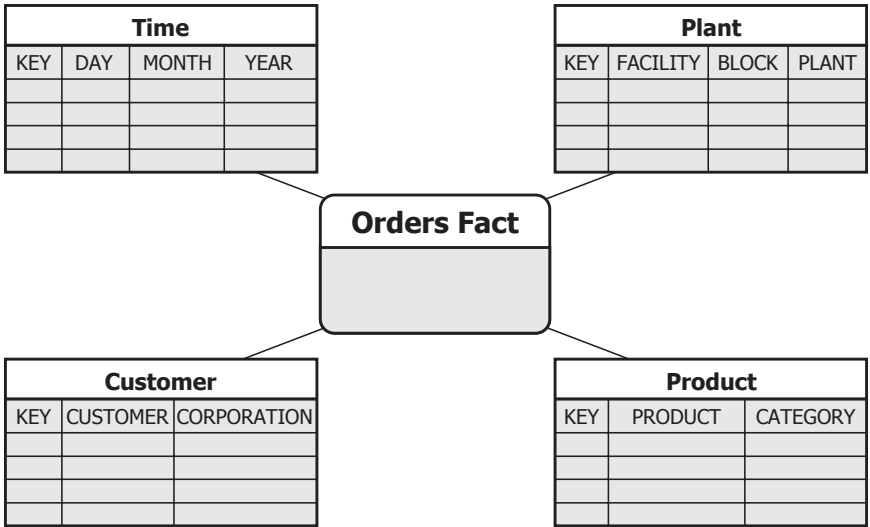 Time
KEY DAY MONTH YEAR
Plant
KEY FACILITY BLOCK PLANT
Orders Fact
Customer
KEY CUSTOMER CORPORATION
Product
KEY PRODUCT CATEGORY